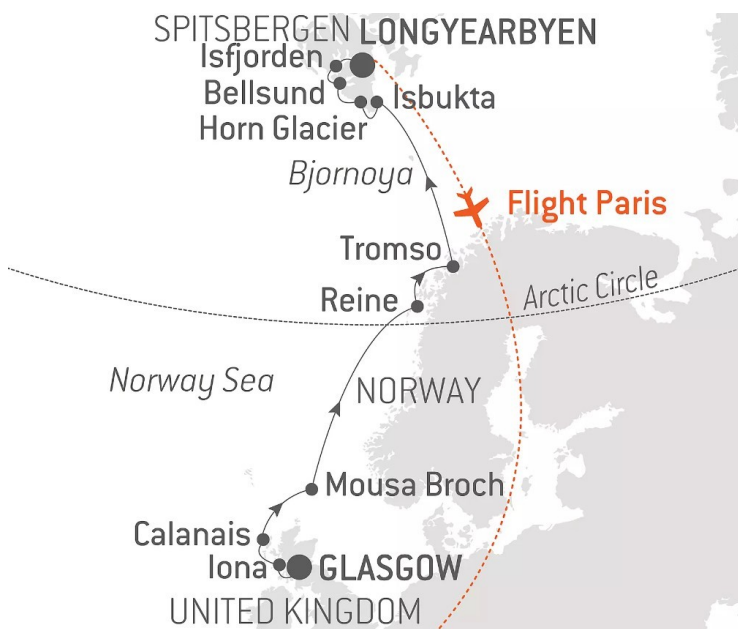 SPITSBERGEN LONGYEARBYEN
Isfjorden
Bellsund
Isbukta
Horn Glacier
Bjornoya
Flight Paris
Tromso
Arctic Circle
Reine
Norway Sea
NORWAY
Mousa Broch
Calanais
Iona
GLASGOW
UNITED KINGDOM